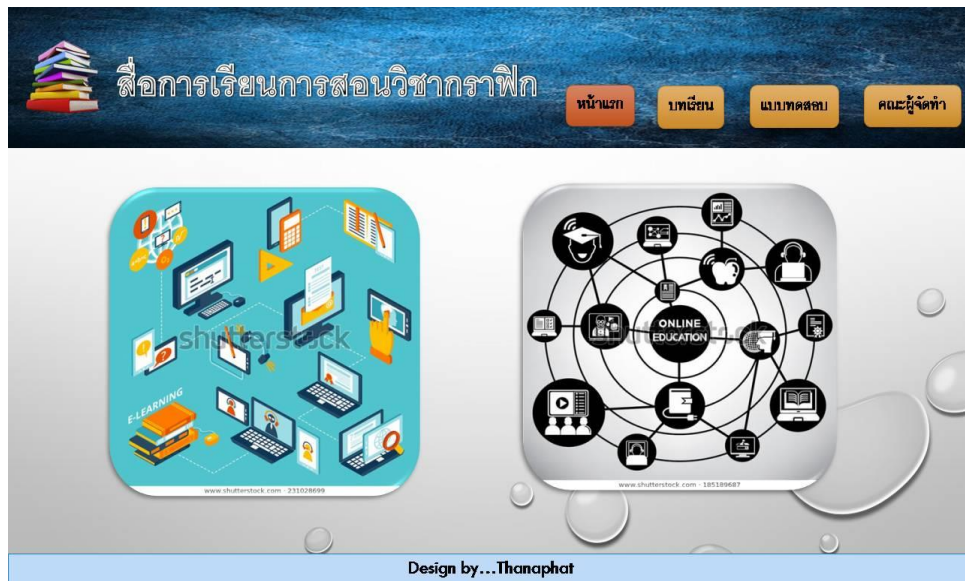 สื่อการเรียนการสอนวิชากราฟิก
หน้าแรก
บทเรียน
แบบทดสอบ
คณะผู้จัดทำ
shutterstock
E-LEARNING
www.shutterstock.com · 231028699
ONLINE
EDUCATION
www.shutterstock.com · 185189687
Design by...Thanaphat